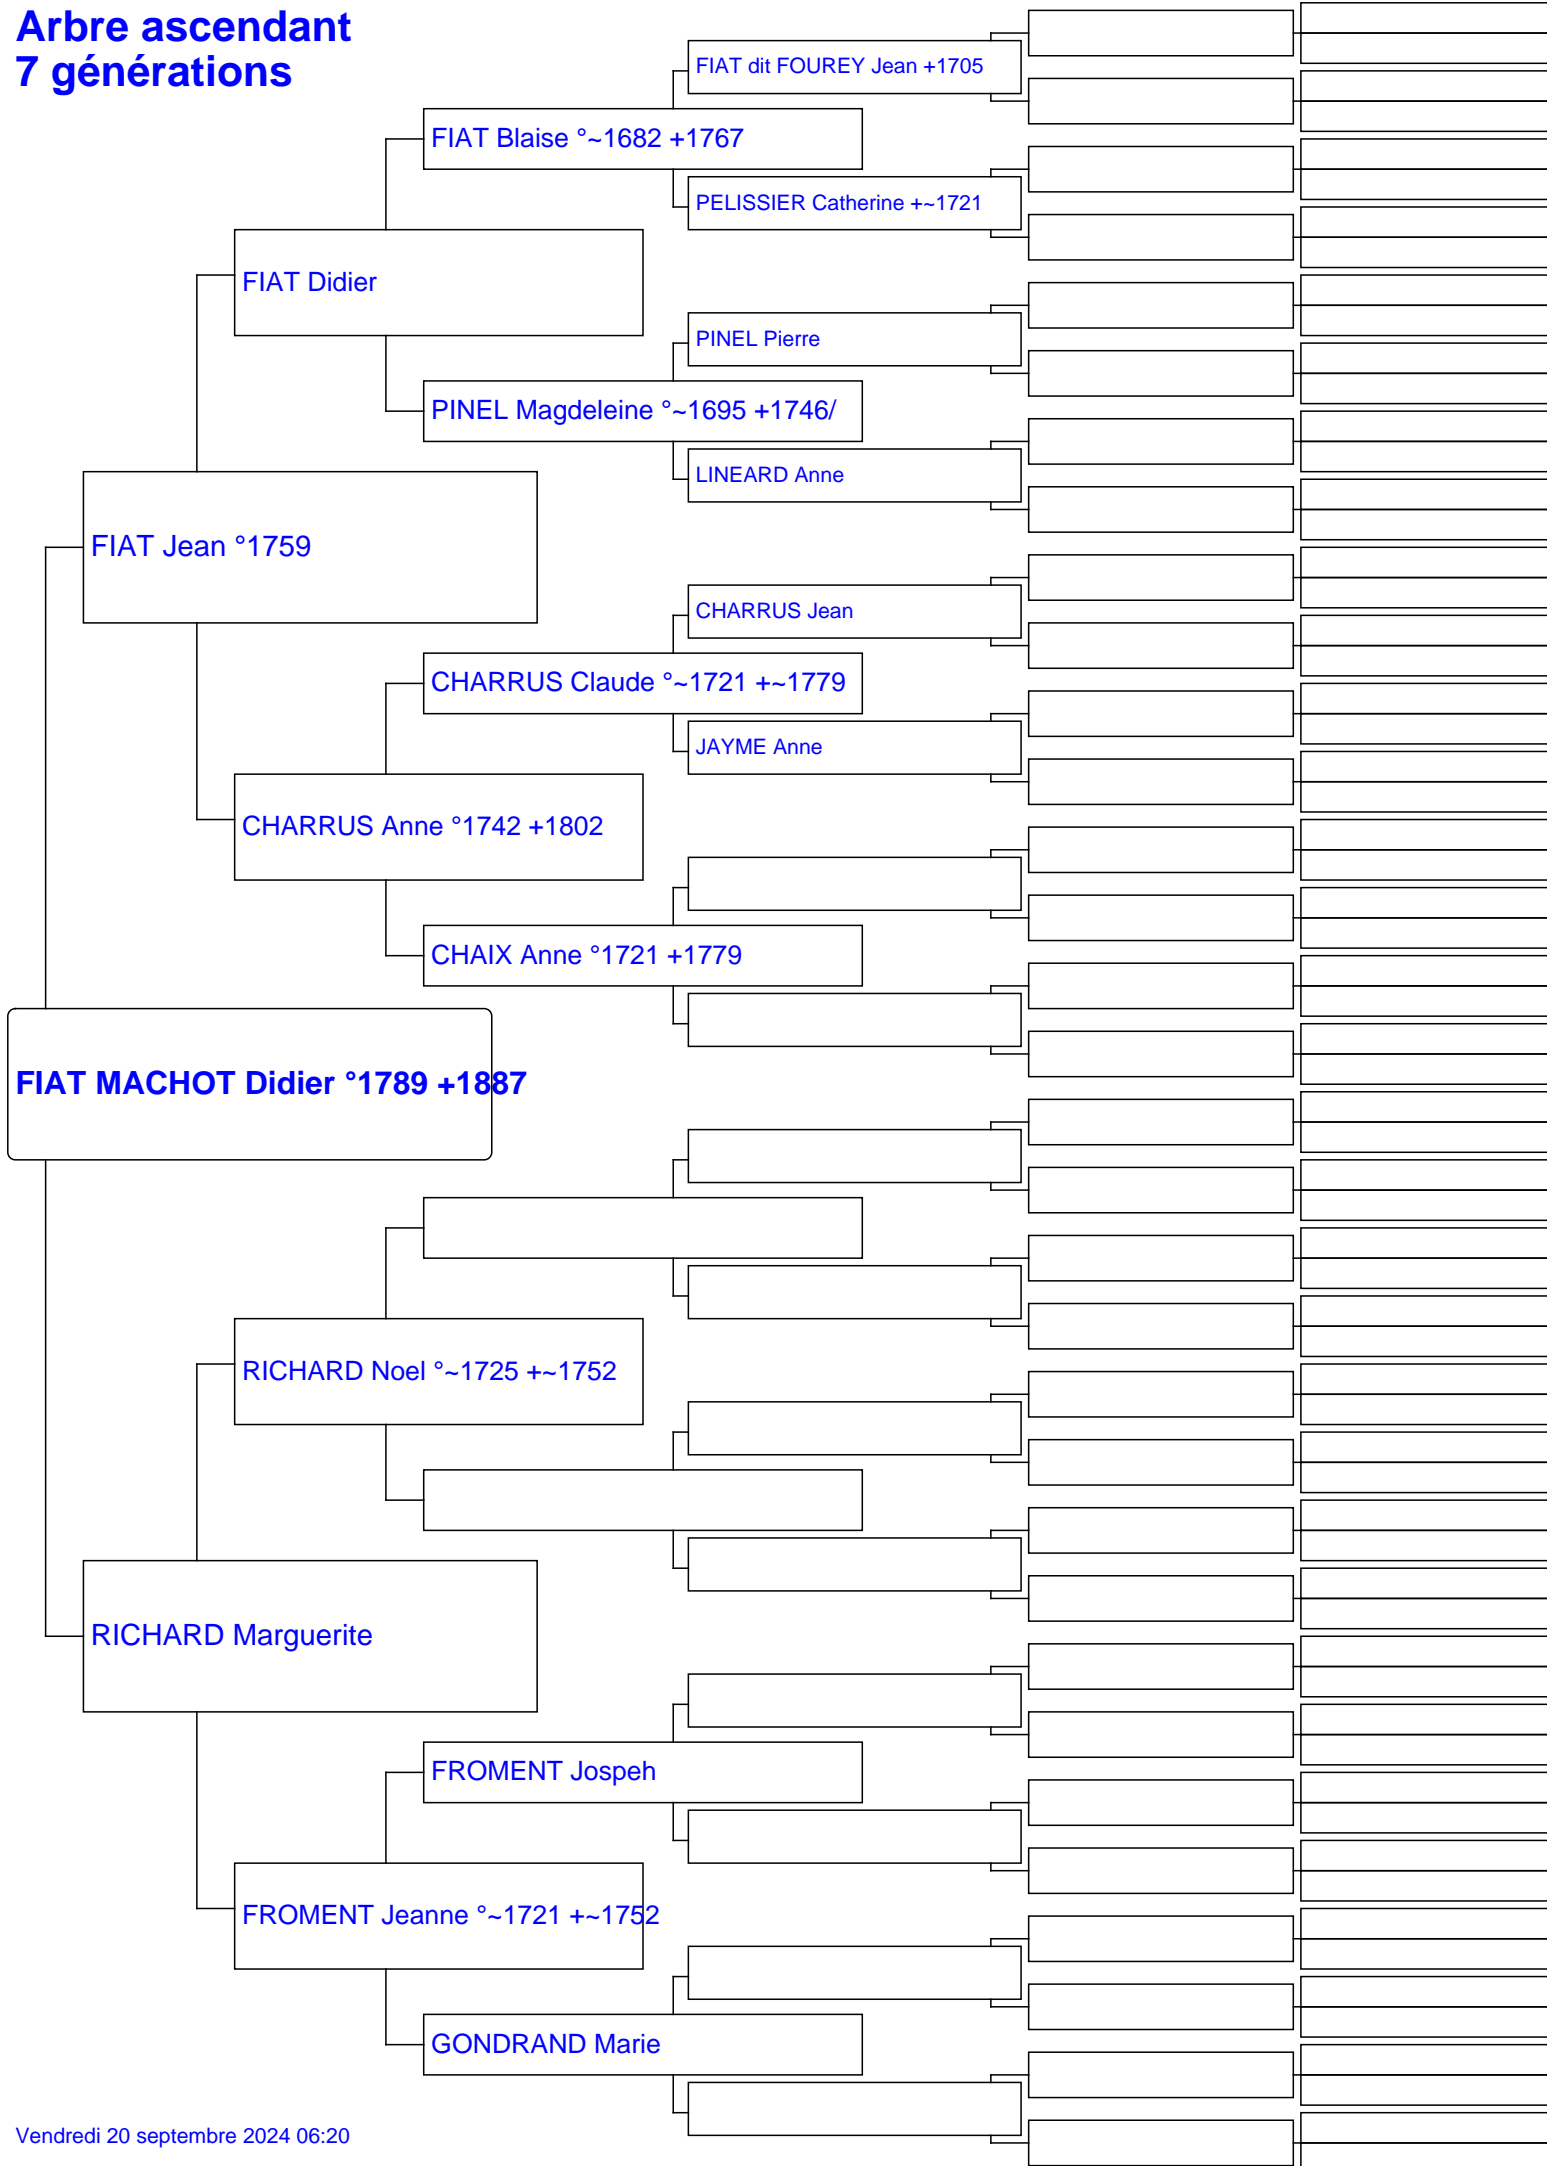 Arbre ascendant
7 générations
FIAT dit FOUREY Jean +1705
FIAT Blaise °~1682 +1767
PELISSIER Catherine +~1721
FIAT Didier
PINEL Pierre
PINEL Magdeleine °~1695 +1746/
LINEARD Anne
FIAT Jean °1759
CHARRUS Jean
CHARRUS Claude °~1721 +~1779
JAYME Anne
CHARRUS Anne °1742 +1802
CHAIX Anne °1721 +1779
FIAT MACHOT Didier °1789 +1887
RICHARD Noel °~1725 +~1752
RICHARD Marguerite
FROMENT Jospeh
FROMENT Jeanne °~1721 +~1752
GONDRAND Marie
Vendredi 20 septembre 2024 06:20